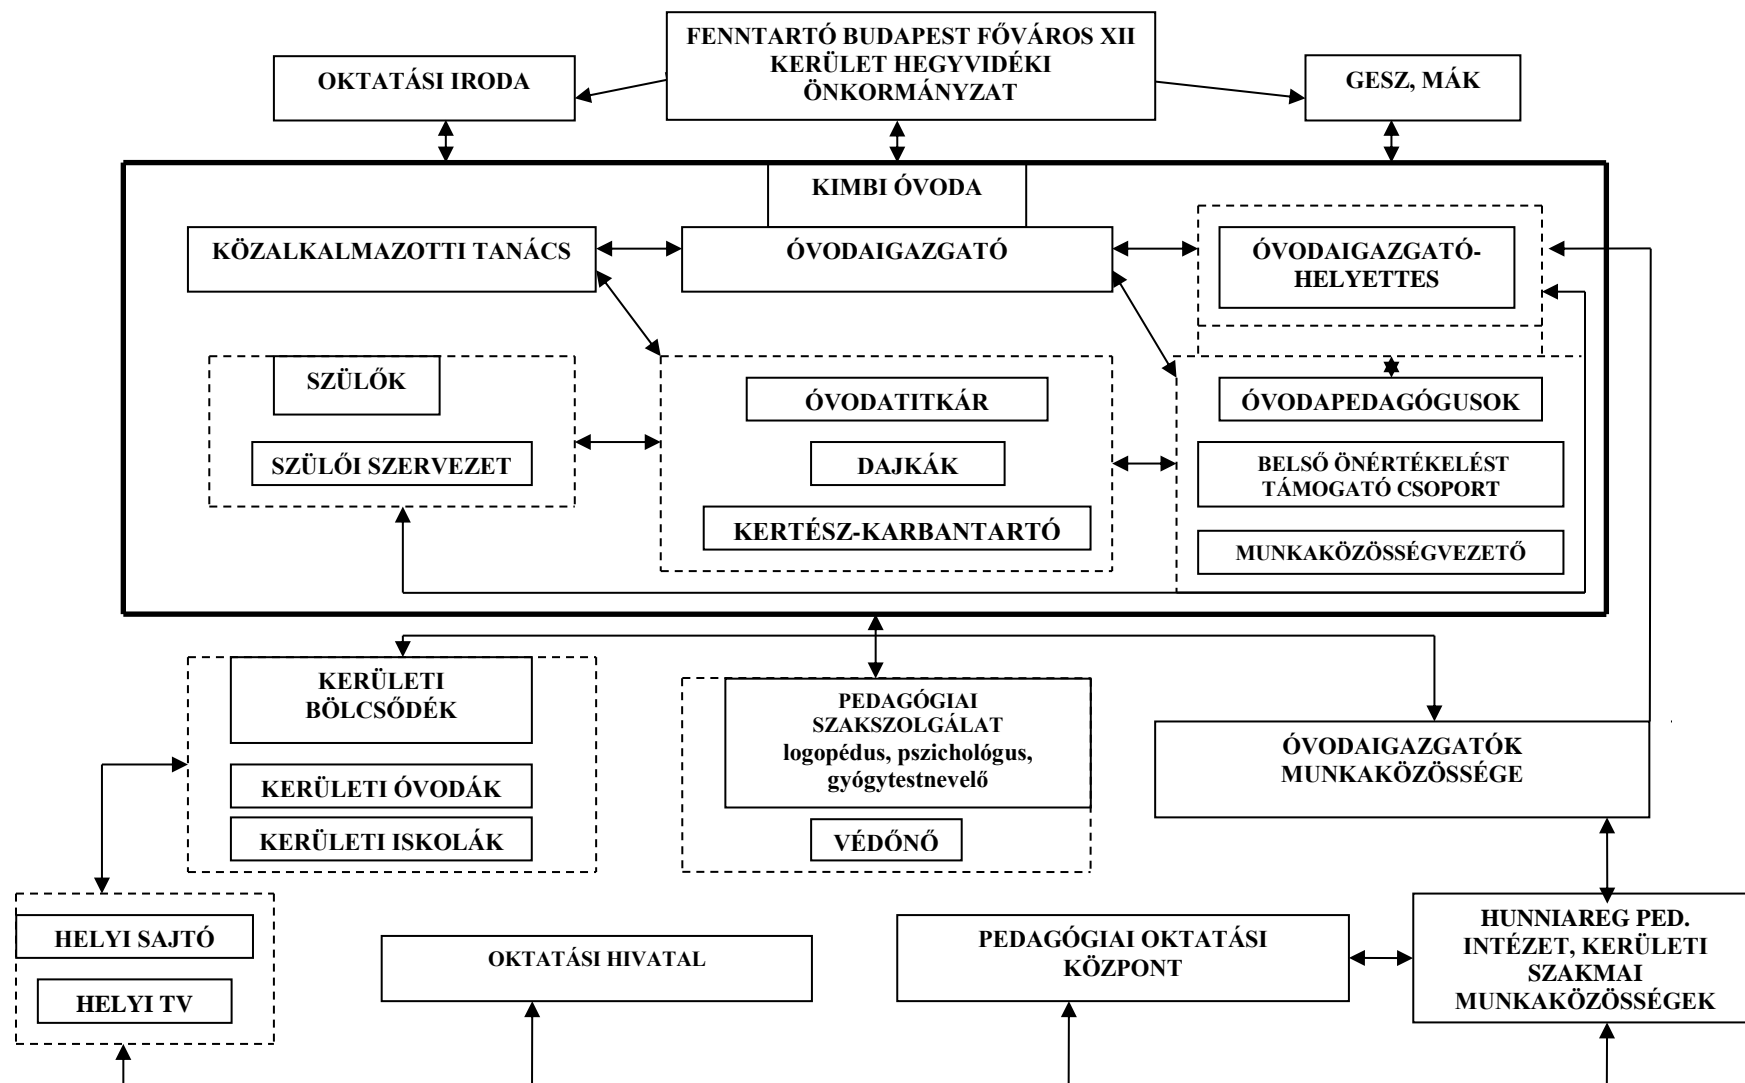 FENNTARTÓ BUDAPEST FŐVÁROS XII
KERÜLET HEGYVIDÉKI
ÖNKORMÁNYZAT
OKTATÁSI IRODA
GESZ, MÁK
KIMBI ÓVODA
KÖZALKALMAZOTTI TANÁCS
ÓVODAIGAZGATÓ
ÓVODAIGAZGATÓ-
HELYETTES
SZÜLŐK
SZÜLŐI SZERVEZET
ÓVODATITKÁR
DAJKÁK
KERTÉSZ-KARBANTARTÓ
ÓVODAPEDAGÓGUSOK
BELSŐ ÖNÉRTÉKELÉST
TÁMOGATÓ CSOPORT
MUNKAKÖZÖSSÉGVEZETŐ
KERÜLETI
BÖLCSŐDÉK
KERÜLETI ÓVODÁK
KERÜLETI ISKOLÁK
PEDAGÓGIAI
SZAKSZOLGÁLAT
logopédus, pszichológus,
gyógytestnevelő
VÉDŐNŐ
ÓVODAIGAZGATÓK
MUNKAKÖZÖSSÉGE
HELYI SAJTÓ
HELYI TV
OKTATÁSI HIVATAL
PEDAGÓGIAI OKTATÁSI
KÖZPONT
HUNNIAREG PED.
INTÉZET, KERÜLETI
SZAKMAI
MUNKAKÖZÖSSÉGEK